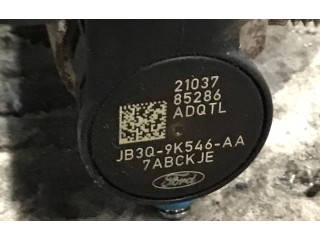 21037
85286
ADQTL
JB3Q-9K546-AA
7ABCKJE
Ford